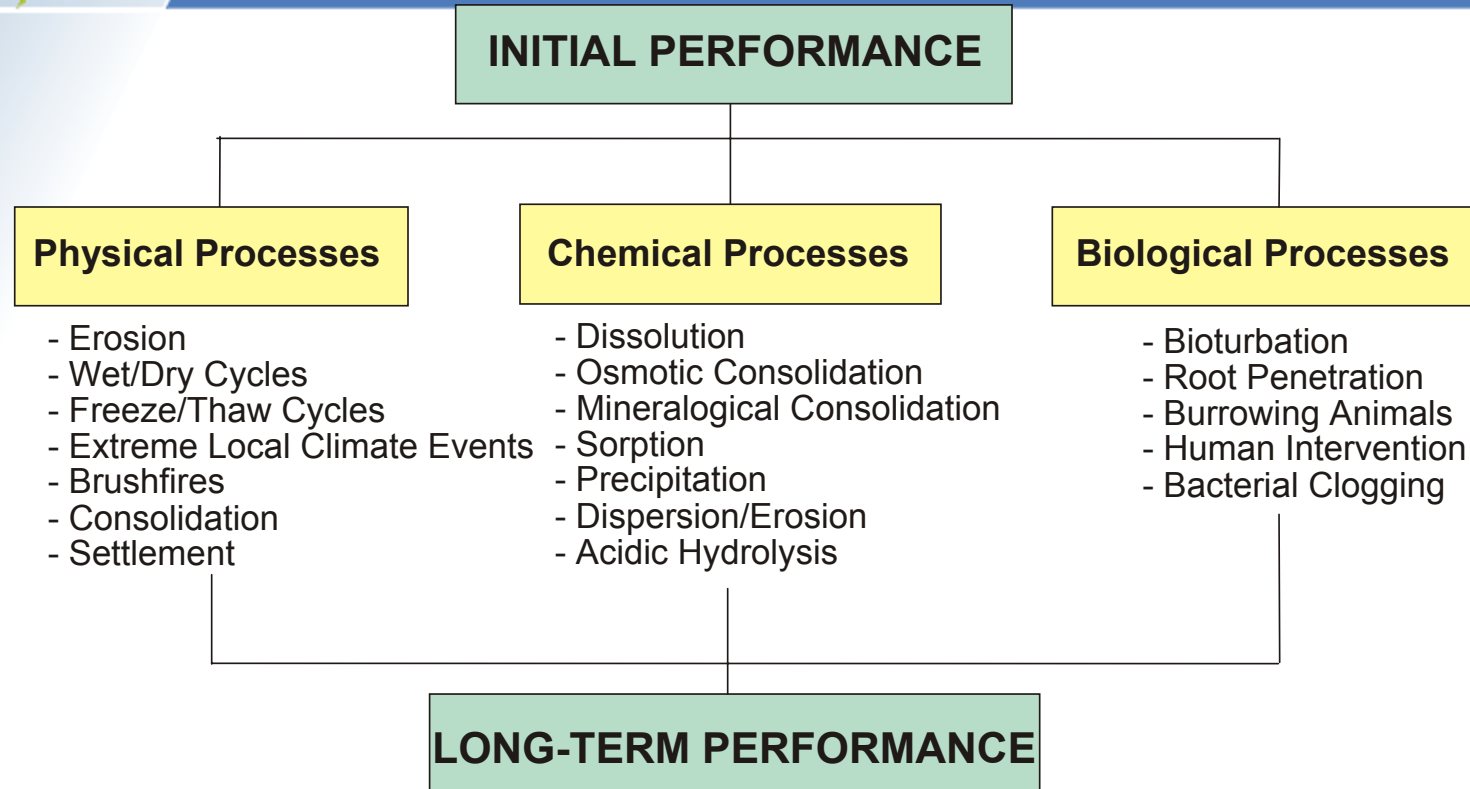 INITIAL PERFORMANCE
Physical Processes
- Erosion
- Wet/Dry Cycles
- Freeze/Thaw Cycles
- Extreme Local Climate Events
- Brushfires
- Consolidation
- Settlement
Chemical Processes
- Dissolution
- Osmotic Consolidation
- Mineralogical Consolidation
- Sorption
- Precipitation
- Dispersion/Erosion
- Acidic Hydrolysis
Biological Processes
- Bioturbation
- Root Penetration
- Burrowing Animals
- Human Intervention
- Bacterial Clogging
LONG-TERM PERFORMANCE